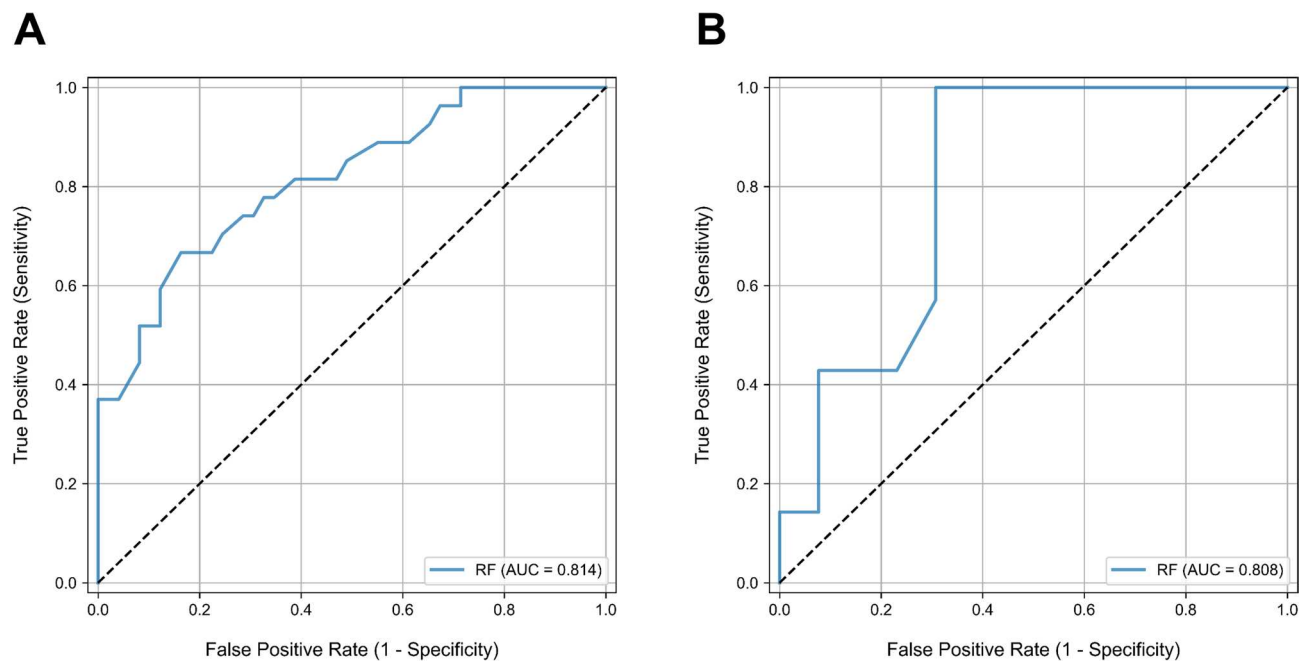 A
1.0
0.8
0.6
0.4
0.2
0.0
True Positive Rate (Sensitivity)
RF (AUC = 0.814)
0.0 0.2 0.4 0.6 0.8 1.0
False Positive Rate (1 - Specificity)
B
1.0
0.8
0.6
0.4
0.2
0.0
True Positive Rate (Sensitivity)
RF (AUC = 0.808)
0.0 0.2 0.4 0.6 0.8 1.0
False Positive Rate (1 - Specificity)